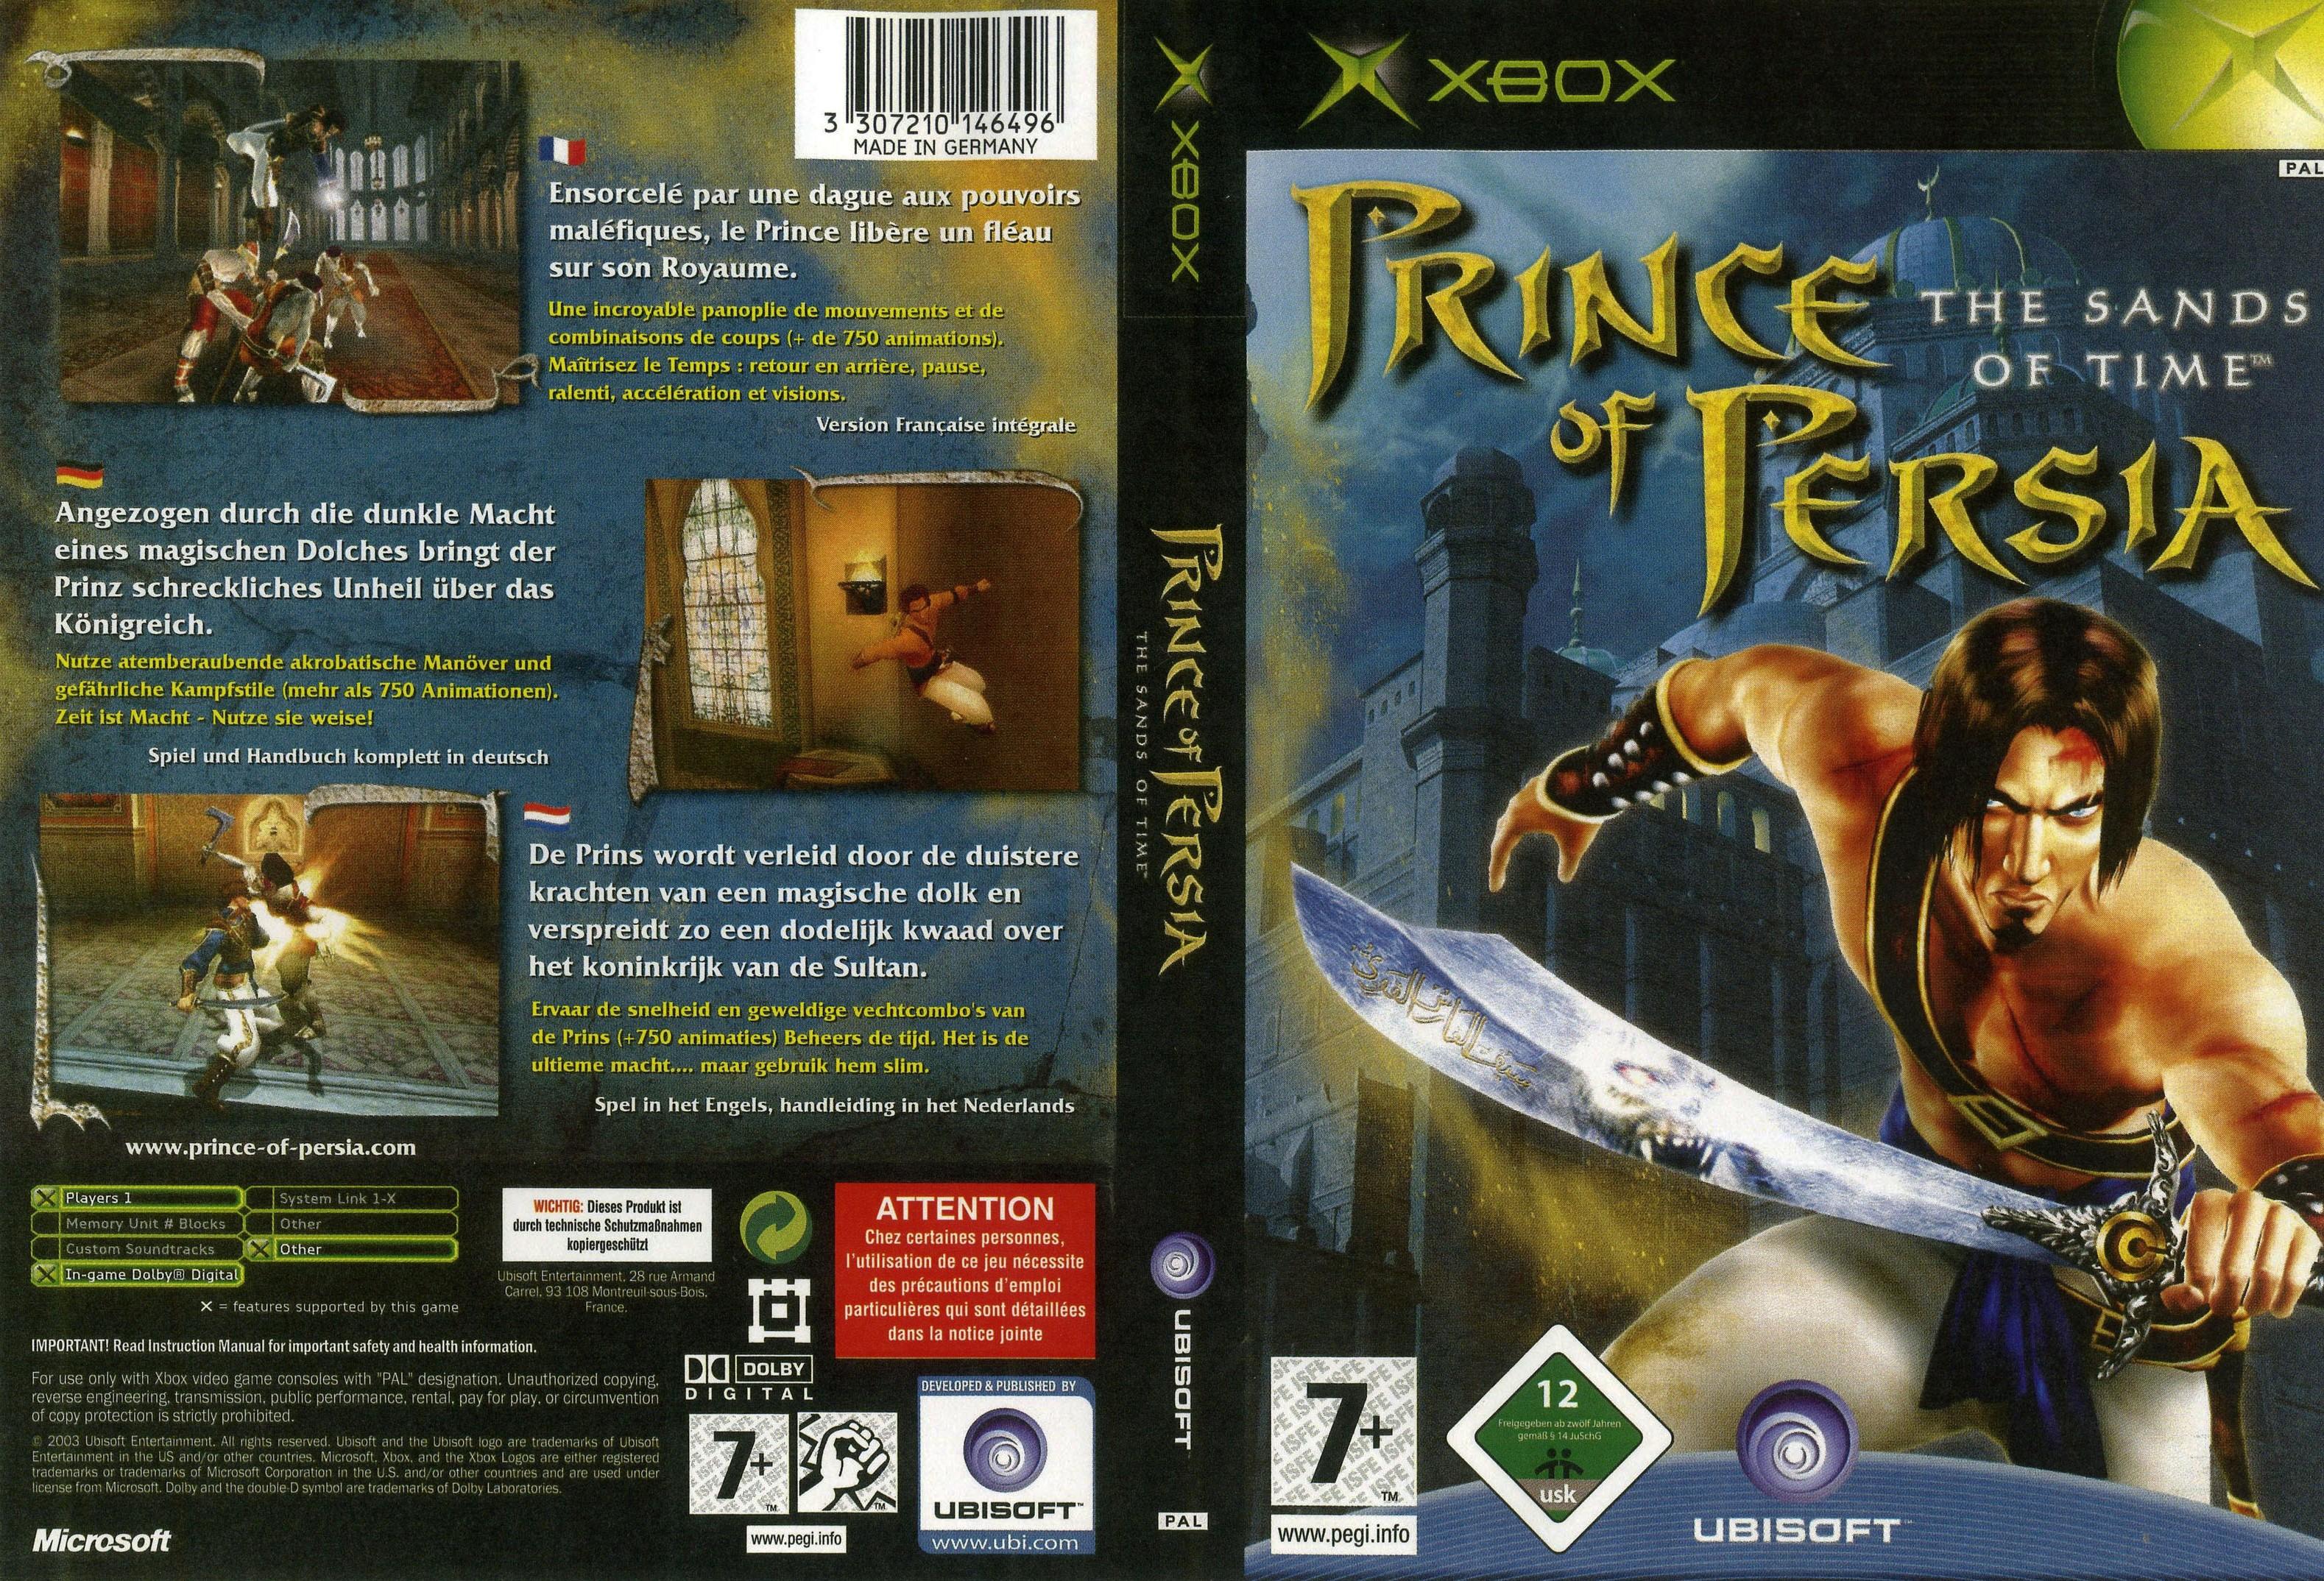 3 307210 146496
MADE IN GERMANY
Ensorcelé par une dague aux pouvoirs
maléfiques, le Prince libère un fléau
sur son Royaume.
Une incroyable panoplie de mouvements et de
combinaisons de coups (+ de 750 animations).
Maîtrisez le Temps : retour en arrière, pause,
ralenti, accélération et visions.
Version Française intégrale
Angezogen durch die dunkle Macht
eines magischen Dolches bringt der
Prinz schreckliches Unheil über das
Königreich.
Nutze atemberaubende akrobatische Manöver und
gefährliche Kampfstile (mehr als 750 Animationen).
Zeit ist Macht - Nutze sie weise!
Spiel und Handbuch komplett in deutsch
De Prins wordt verleid door de duistere
krachten van een magische dolk en
verspreidt zo een dodelijk kwaad over
het koninkrijk van de Sultan.
Ervaar de snelheid en geweldige vechtcombo's van
de Prins (+750 animaties) Beheers de tijd. Het is de
ultieme macht.... maar gebruik hem slim.
Spel in het Engels, handleiding in het Nederlands
www.prince-of-persia.com
Players 1
System Link 1-X
Memory Unit # Blocks
Other
Custom Soundtracks
Other
In-game Dolby® Digital
X = features supported by this game
WICHTIG: Dieses Produkt ist
durch technische Schutzmaßnahmen
kopiergeschützt
Ubisoft Entertainment, 28 rue Armand
Carrel, 93 108 Montreuil-sous-Bois,
France.
ATTENTION
Chez certaines personnes,
l'utilisation de ce jeu nécessite
des précautions d'emploi
particulières qui sont détaillées
dans la notice jointe
IMPORTANT! Read Instruction Manual for important safety and health information.
For use only with Xbox video game consoles with "PAL" designation. Unauthorized copying,
reverse engineering, transmission, public performance, rental, pay for play, or circumvention
of copy protection is strictly prohibited.
© 2003 Ubisoft Entertainment. All rights reserved. Ubisoft and the Ubisoft logo are trademarks of Ubisoft
Entertainment in the US and/or other countries. Microsoft, Xbox, and the Xbox Logos are either registered
trademarks or trademarks of Microsoft Corporation in the U.S. and/or other countries and are used under
license from Microsoft. Dolby and the double-D symbol are trademarks of Dolby Laboratories.
Microsoft
DOLBY
DIGITAL
7+
TM
TM
www.pegi.info
DEVELOPED & PUBLISHED BY
UBISOFT™
www.ubi.com
XBOX
PRINCE OF PERSIA
THE SANDS OF TIME
UBISOFT
PAL
XBOX
PAL
PRINCE
THE SANDS
OF TIME™
OF PERSIA
7+
TM
www.pegi.info
12
Freigegeben ab zwölf Jahren
gemäß § 14 JuSchG
usk
UBISOFT™